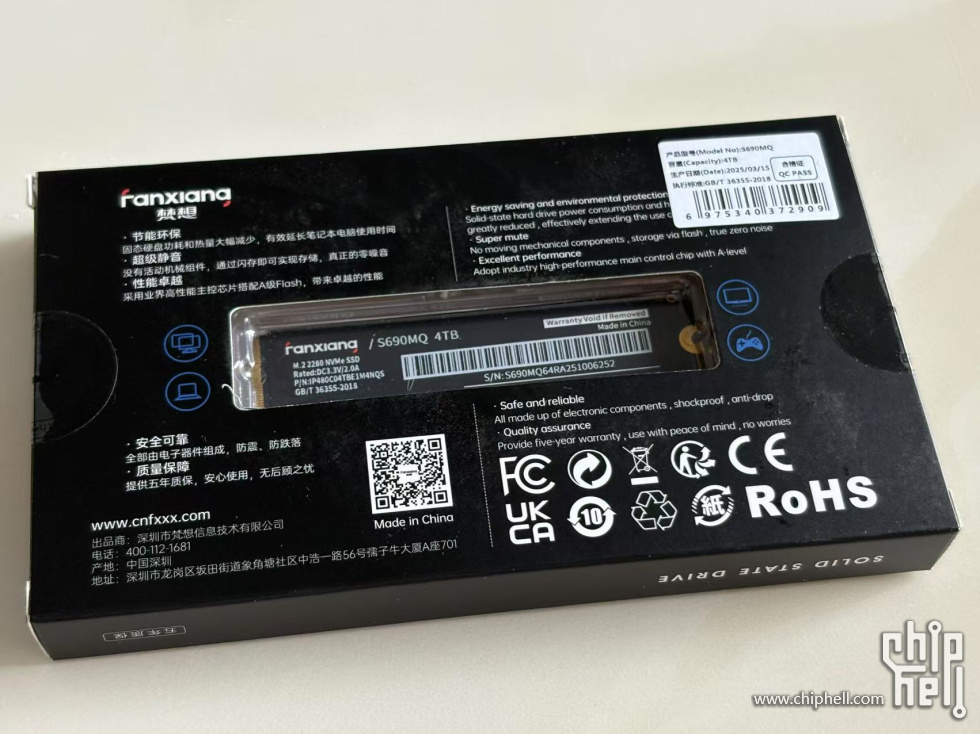 fanxiang
梵想
· 节能环保
固态硬盘功耗和热量大幅减少，有效延长笔记本电脑使用时间
· 超级静音
没有活动机械组件，通过闪存即可实现存储，真正的零噪音
· 性能卓越
采用业界高性能主控芯片搭配A级Flash，带来卓越的性能
· Energy saving and environmental protection
Solid-state hard drive power consumption and h
greatly reduced , effectively extending the use o
· Super mute
No moving mechanical components , storage via flash , true zero noise
· Excellent performance
Adopt industry high-performance main control chip with A-level
产品型号(Model No):S690MQ
容量(Capacity):4TB
生产日期(Date):2025/03/15
执行标准:GB/T 36355-2018
合格证
QC PASS
6 975340 372909
fanxiang / S690MQ 4TB
M.2 2280 NVMe SSD
Rated:DC3.3V/2.0A
P/N:IP480C04TBE1M4NQS
GB/T 36355-2018
Warranty Void If Removed
Made in China
S/N: S690MQ64RA251006252
· 安全可靠
全部由电子器件组成，防震、防跌落
· 质量保障
提供五年质保，安心使用，无后顾之忧
· Safe and reliable
All made up of electronic components , shockproof , anti-drop
· Quality assurance
Provide five-year warranty , use with peace of mind , no worries
Made in China
FC CE
UK
CA
10
紙
RoHS
www.cnfxxx.com
出品商：深圳市梵想信息技术有限公司
电话：400-112-1681
产地：中国深圳
地址：深圳市龙岗区坂田街道象角塘社区中浩一路56号孺子牛大厦A座701
SOLID STATE DRIVE
五年质保
chip
hell
www.chiphell.com